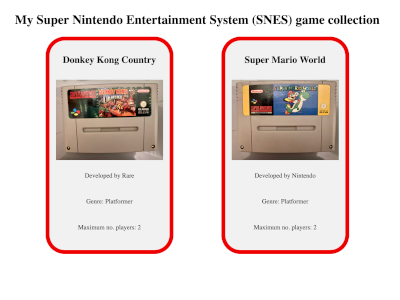 My Super Nintendo Entertainment System (SNES) game collection
Donkey Kong Country
Super Mario World
Developed by Rare
Developed by Nintendo
Genre: Platformer
Genre: Platformer
Maximum no. players: 2
Maximum no. players: 2